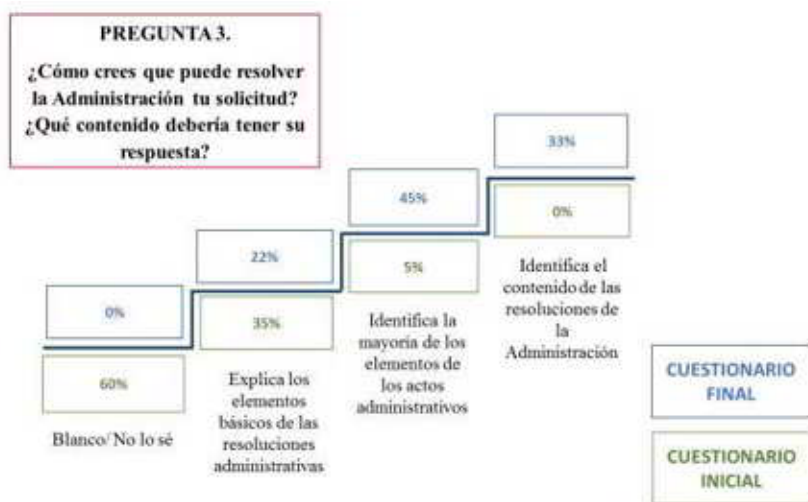 PREGUNTA 3.
¿Cómo crees que puede resolver
la Administración tu solicitud?
¿Qué contenido debería tener su
respuesta?
33%
45%
0%
22%
5%
Identifica el
contenido de las
resoluciones de
la
Administración
0%
35%
Identifica la
mayoría de los
elementos de
los actos
administrativos
60%
Explica los
elementos
básicos de las
resoluciones
administrativas
Blanco/ No lo sé
CUESTIONARIO
FINAL
CUESTIONARIO
INICIAL